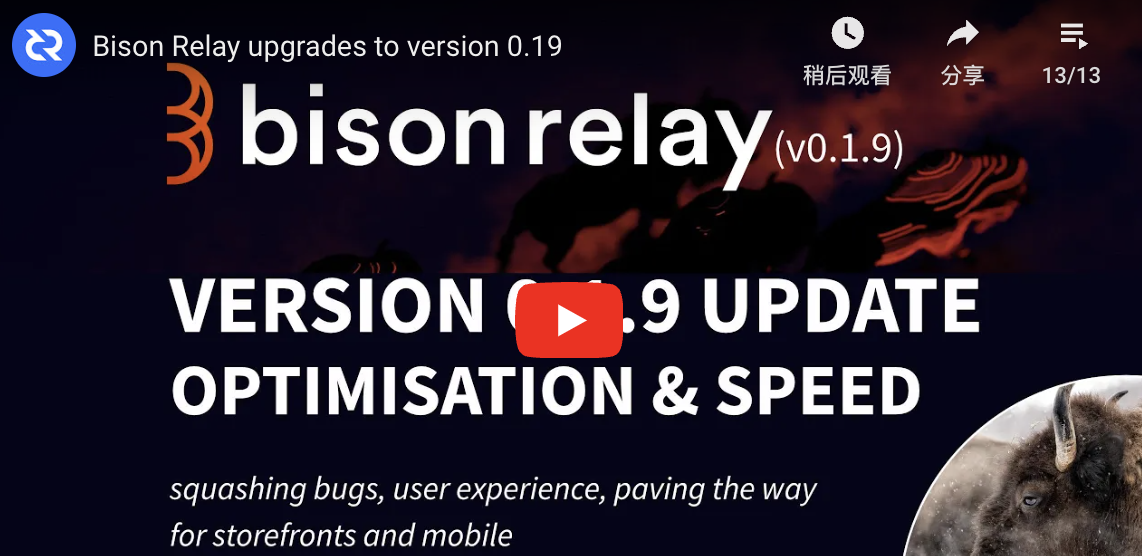 Bison Relay upgrades to version 0.19
稍后观看
分享
13/13
bison relay (v0.1.9)
VERSION 0.1.9 UPDATE
OPTIMISATION & SPEED
squashing bugs, user experience, paving the way
for storefronts and mobile